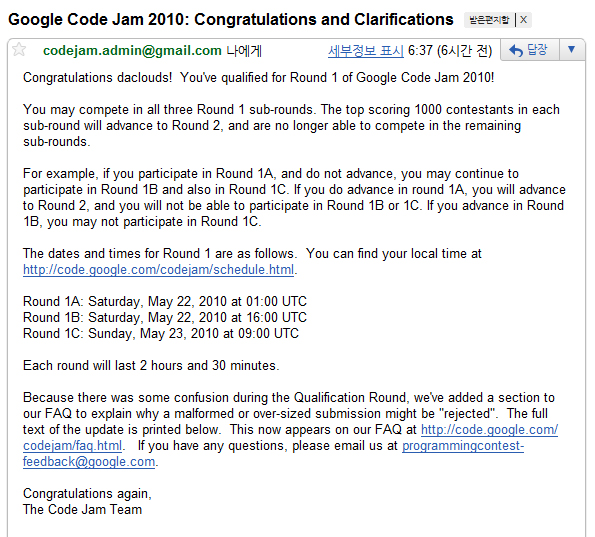 Google Code Jam 2010: Congratulations and Clarifications 받은편지함 X
codejam.admin@gmail.com 나에게 세부정보 표시 6:37 (6시간 전) 답장
Congratulations daclouds!  You've qualified for Round 1 of Google Code Jam 2010!
You may compete in all three Round 1 sub-rounds. The top scoring 1000 contestants in each
sub-round will advance to Round 2, and are no longer able to compete in the remaining
sub-rounds.
For example, if you participate in Round 1A, and do not advance, you may continue to
participate in Round 1B and also in Round 1C. If you do advance in round 1A, you will advance
to Round 2, and you will not be able to participate in Round 1B or 1C. If you advance in Round
1B, you may not participate in Round 1C.
The dates and times for Round 1 are as follows.  You can find your local time at
http://code.google.com/codejam/schedule.html.
Round 1A: Saturday, May 22, 2010 at 01:00 UTC
Round 1B: Saturday, May 22, 2010 at 16:00 UTC
Round 1C: Sunday, May 23, 2010 at 09:00 UTC
Each round will last 2 hours and 30 minutes.
Because there was some confusion during the Qualification Round, we've added a section to
our FAQ to explain why a malformed or over-sized submission might be "rejected".  The full
text of the update is printed below.  This now appears on our FAQ at http://code.google.com/
codejam/faq.html.   If you have any questions, please email us at programmingcontest-
feedback@google.com.
Congratulations again,
The Code Jam Team